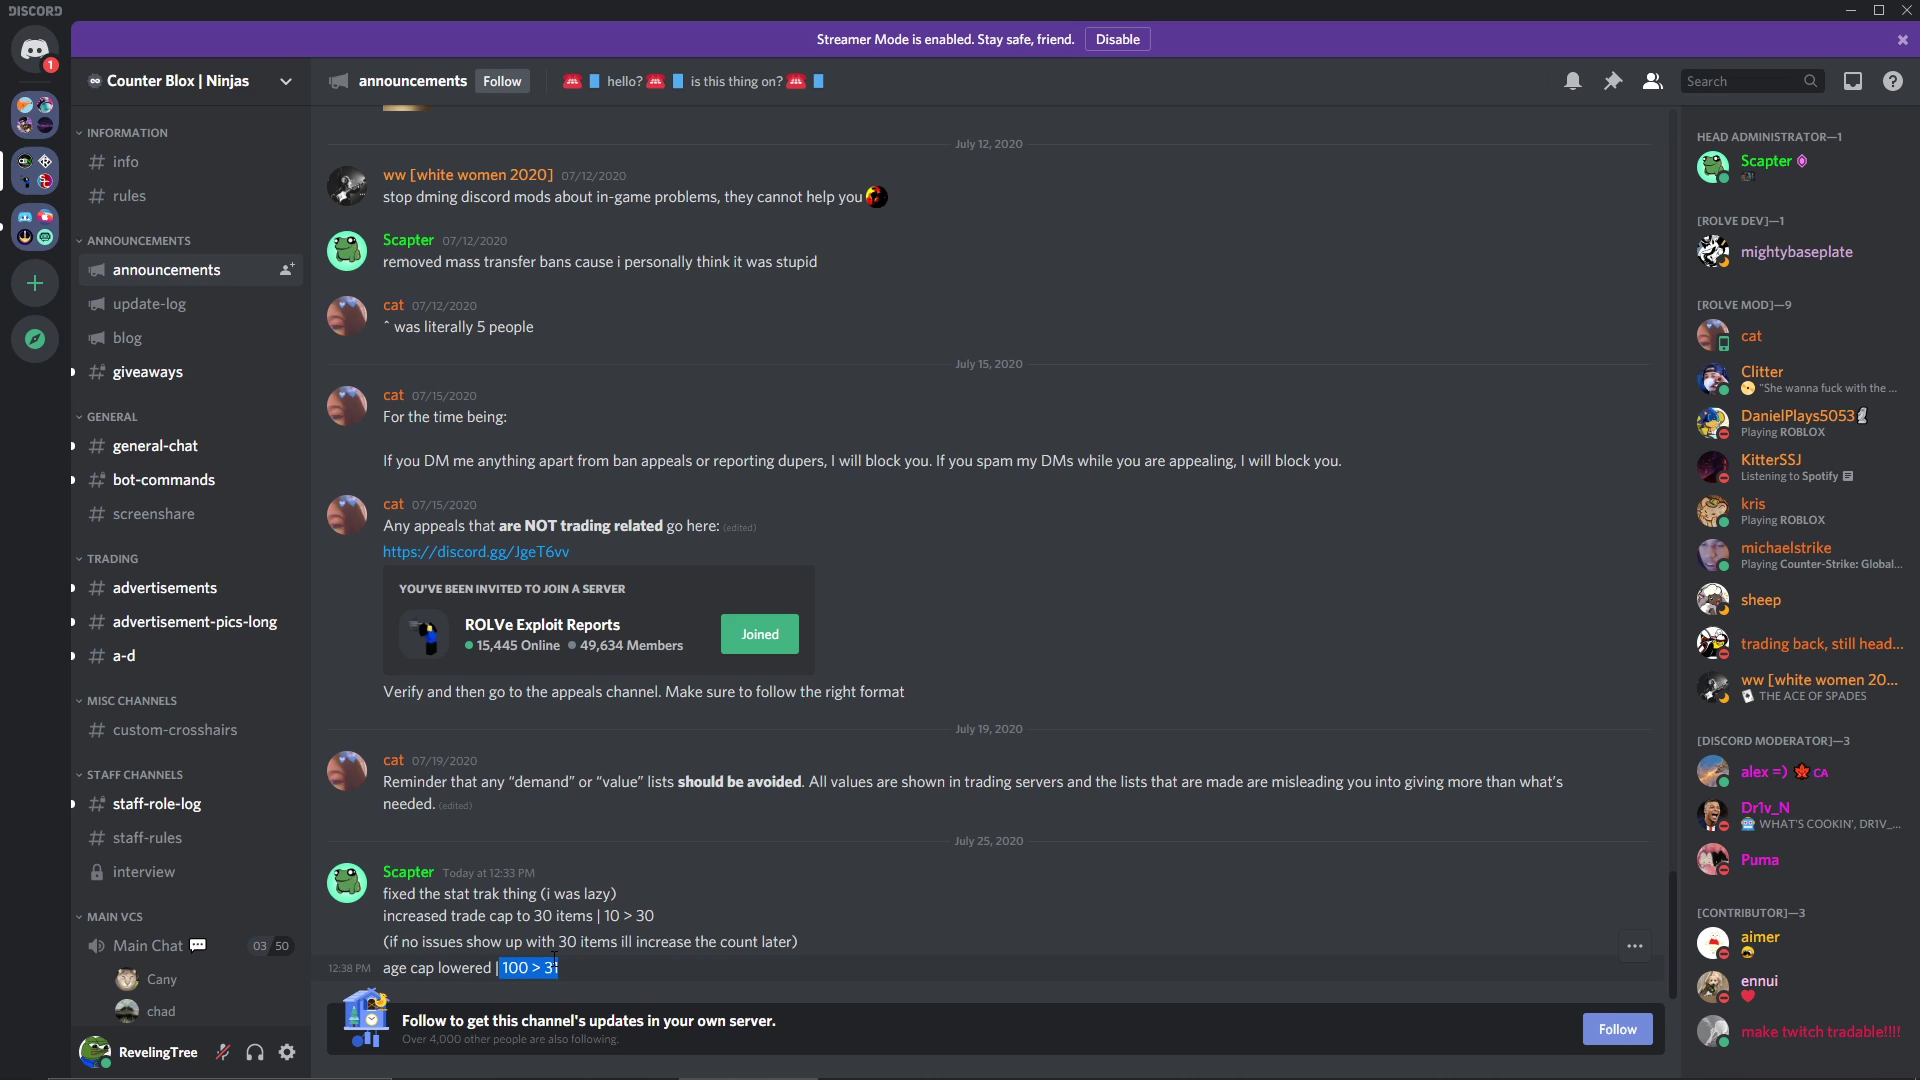 DISCORD
Streamer Mode is enabled. Stay safe, friend.
Disable
1
Counter Blox | Ninjas
announcements
Follow
hello?
is this thing on?
Search
INFORMATION
info
rules
ANNOUNCEMENTS
announcements
update-log
blog
giveaways
GENERAL
general-chat
bot-commands
screenshare
TRADING
advertisements
advertisement-pics-long
a-d
MISC CHANNELS
custom-crosshairs
STAFF CHANNELS
staff-role-log
staff-rules
interview
MAIN VCS
Main Chat
03 50
Cany
chad
RevelingTree
July 12, 2020
ww [white women 2020] 07/12/2020
stop dming discord mods about in-game problems, they cannot help you
Scapter 07/12/2020
removed mass transfer bans cause i personally think it was stupid
cat 07/12/2020
^ was literally 5 people
July 15, 2020
cat 07/15/2020
For the time being:
If you DM me anything apart from ban appeals or reporting dupers, I will block you. If you spam my DMs while you are appealing, I will block you.
cat 07/15/2020
Any appeals that are NOT trading related go here: (edited)
https://discord.gg/JgeT6vv
YOU'VE BEEN INVITED TO JOIN A SERVER
ROLVe Exploit Reports
15,445 Online 49,634 Members
Joined
Verify and then go to the appeals channel. Make sure to follow the right format
July 19, 2020
cat 07/19/2020
Reminder that any “demand” or “value” lists should be avoided. All values are shown in trading servers and the lists that are made are misleading you into giving more than what’s
needed. (edited)
July 25, 2020
Scapter Today at 12:33 PM
fixed the stat trak thing (i was lazy)
increased trade cap to 30 items | 10 > 30
(if no issues show up with 30 items ill increase the count later)
12:38 PM age cap lowered | 100 > 31
Follow to get this channel's updates in your own server.
Over 4,000 other people are also following.
Follow
HEAD ADMINISTRATOR—1
Scapter
[ROLVE DEV]—1
mightybaseplate
[ROLVE MOD]—9
cat
Clitter
"She wanna fuck with the ...
DanielPlays5053
Playing ROBLOX
KitterSSJ
Listening to Spotify
kris
Playing ROBLOX
michaelstrike
Playing Counter-Strike: Global...
sheep
trading back, still head...
ww [white women 20...
THE ACE OF SPADES
[DISCORD MODERATOR]—3
alex =) CA
Dr1v_N
WHAT'S COOKIN', DR1V_...
Puma
[CONTRIBUTOR]—3
aimer
ennui
make twitch tradable!!!!